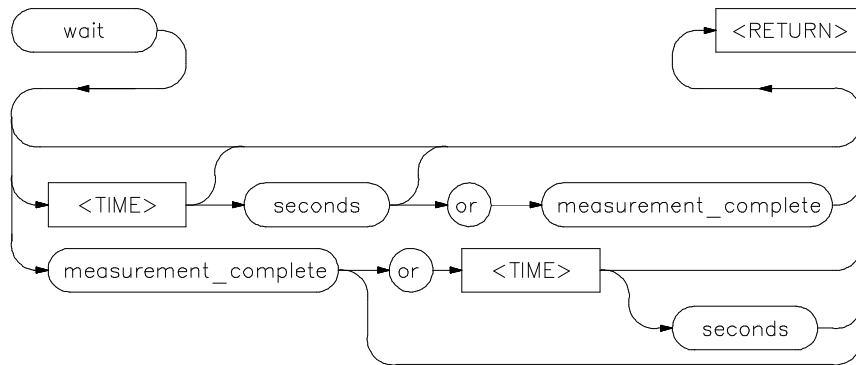 wait
<RETURN>
<TIME>
seconds
or
measurement_complete
measurement_complete
or
<TIME>
seconds